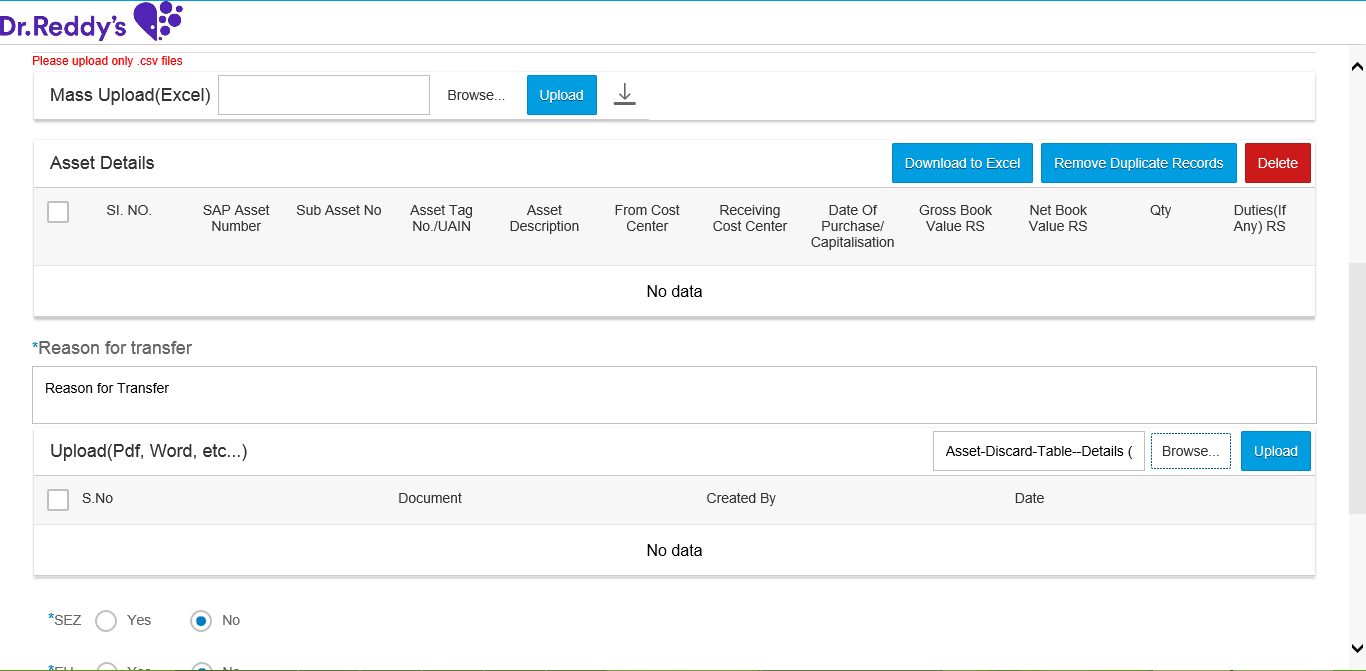 Dr.Reddy's
Please upload only .csv files
Mass Upload(Excel) Browse... Upload
Asset Details Download to Excel Remove Duplicate Records Delete
SI. NO. SAP Asset Number Sub Asset No Asset Tag No./UAIN Asset Description From Cost Center Receiving Cost Center Date Of Purchase/ Capitalisation Gross Book Value RS Net Book Value RS Qty Duties(If Any) RS
No data
*Reason for transfer
Reason for Transfer
Upload(Pdf, Word, etc...) Asset-Discard-Table--Details ( Browse... Upload
S.No Document Created By Date
No data
*SEZ Yes No